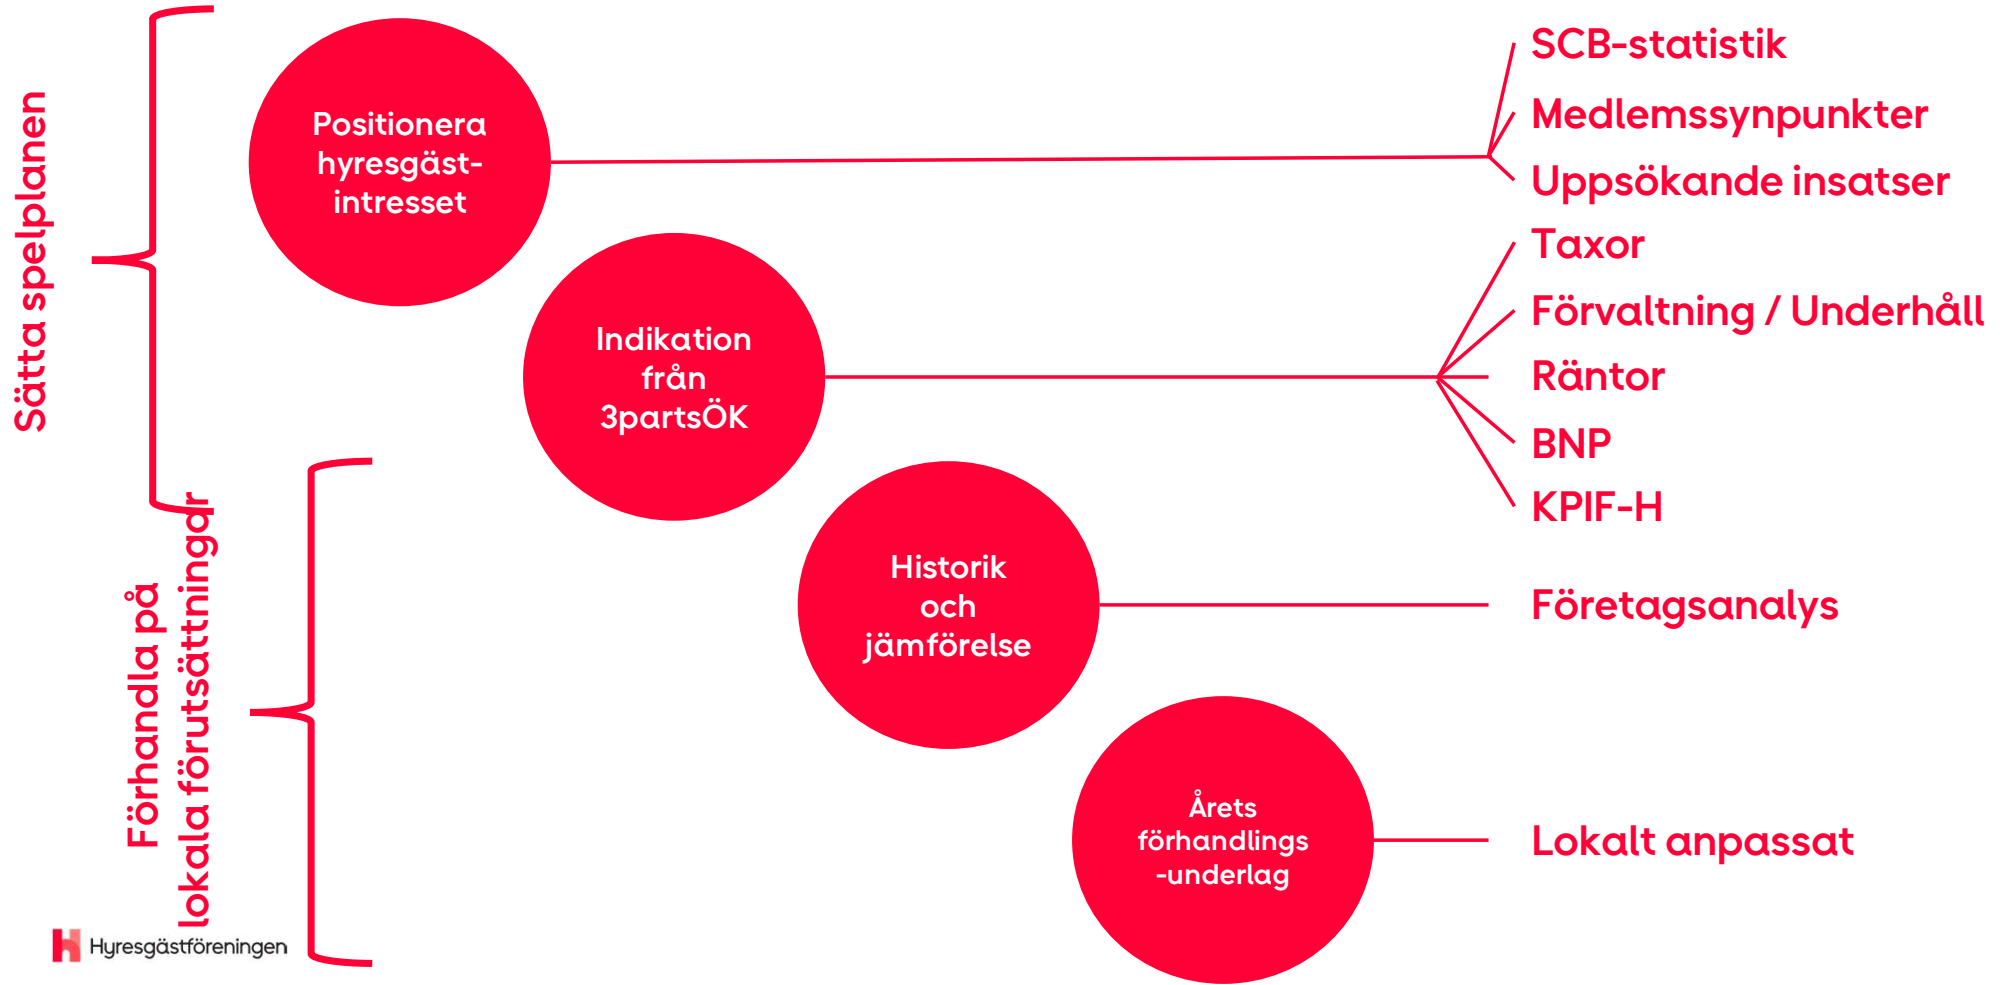 Sätta spelplanen
Positionera
hyresgäst-
intresset
SCB-statistik
Medlemssynpunkter
Uppsökande insatser
Indikation
från
3partsÖK
Taxor
Förvaltning / Underhåll
Räntor
BNP
KPIF-H
Förhandla på
lokala förutsättningar
Historik
och
jämförelse
Företagsanalys
Årets
förhandlings
-underlag
Lokalt anpassat
Hyresgästföreningen